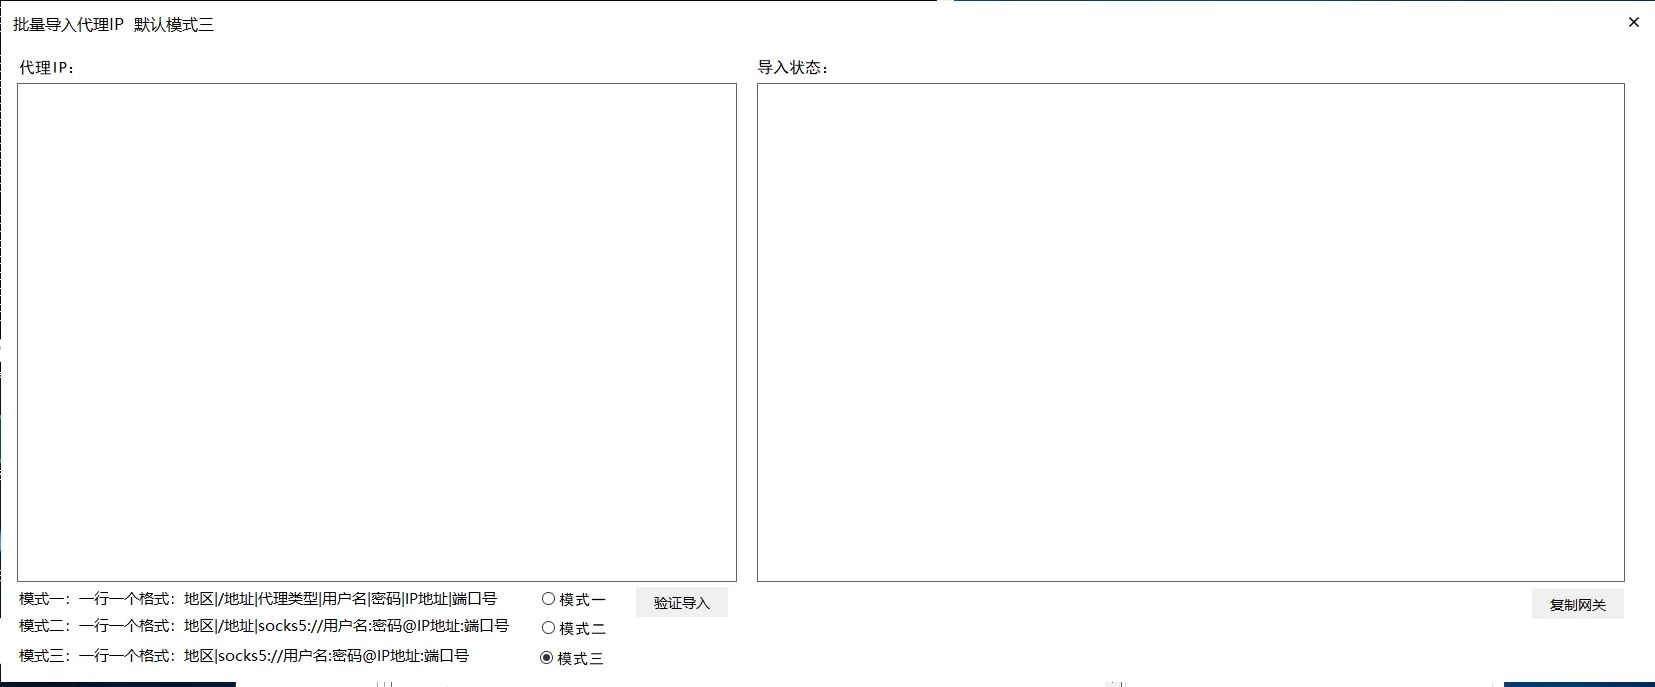 批量导入代理IP 默认模式三
×
代理IP：
导入状态：
模式一：一行一个格式：地区|/地址|代理类型|用户名|密码|IP地址|端口号
模式一
验证导入
复制网关
模式二：一行一个格式：地区|/地址|socks5://用户名:密码@IP地址:端口号
模式二
模式三：一行一个格式：地区|socks5://用户名:密码@IP地址:端口号
模式三